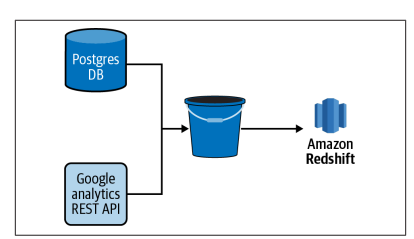 Postgres
DB
Google
analytics
REST API
Amazon
Redshift